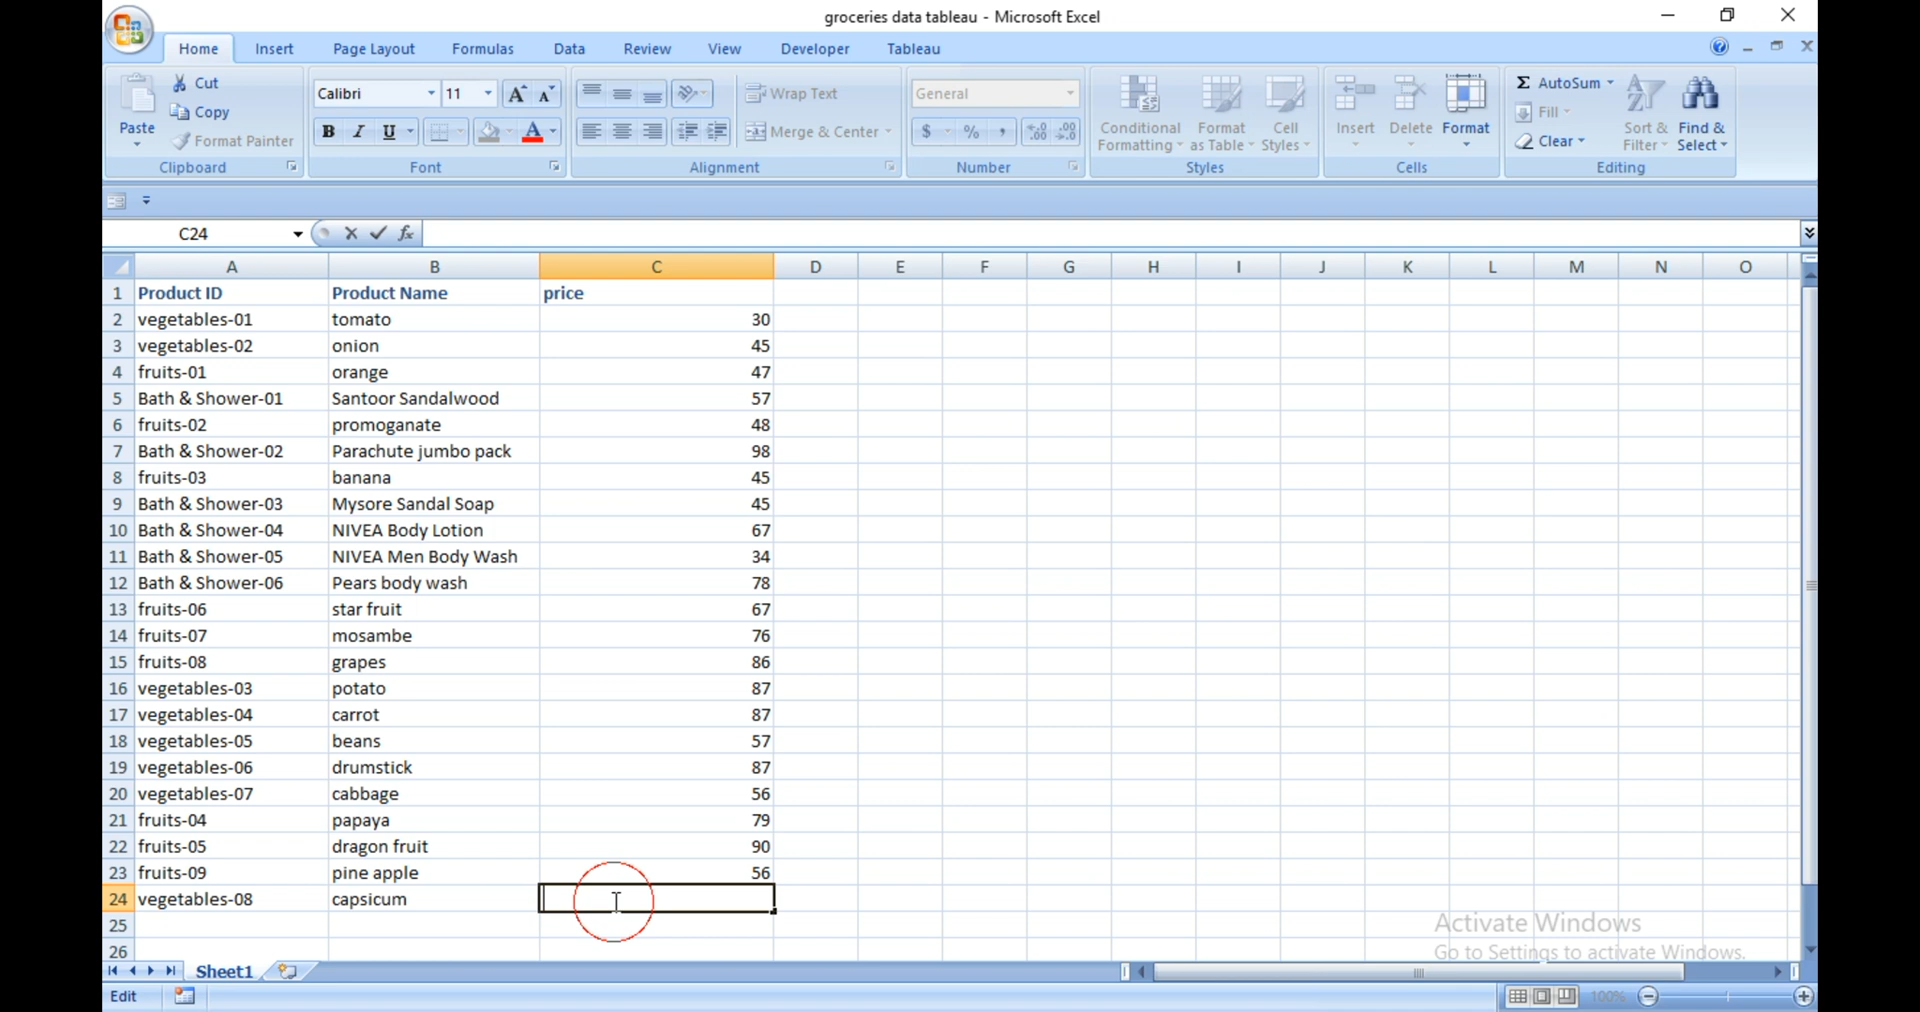 groceries data tableau - Microsoft Excel
Home Insert Page Layout Formulas Data Review View Developer Tableau
Paste Cut Copy Format Painter Clipboard
Calibri 11 A A B I U A Font
Wrap Text Merge & Center Alignment
General $ % , .00 .00 Number
Conditional Formatting Format as Table Cell Styles Styles
Insert Delete Format Cells
Σ AutoSum Fill Clear Sort & Filter Find & Select Editing
C24 fx
A B C D E F G H I J K L M N O
1 Product ID Product Name price
2 vegetables-01 tomato 30
3 vegetables-02 onion 45
4 fruits-01 orange 47
5 Bath & Shower-01 Santoor Sandalwood 57
6 fruits-02 promoganate 48
7 Bath & Shower-02 Parachute jumbo pack 98
8 fruits-03 banana 45
9 Bath & Shower-03 Mysore Sandal Soap 45
10 Bath & Shower-04 NIVEA Body Lotion 67
11 Bath & Shower-05 NIVEA Men Body Wash 34
12 Bath & Shower-06 Pears body wash 78
13 fruits-06 star fruit 67
14 fruits-07 mosambe 76
15 fruits-08 grapes 86
16 vegetables-03 potato 87
17 vegetables-04 carrot 87
18 vegetables-05 beans 57
19 vegetables-06 drumstick 87
20 vegetables-07 cabbage 56
21 fruits-04 papaya 79
22 fruits-05 dragon fruit 90
23 fruits-09 pine apple 56
24 vegetables-08 capsicum
25
26
Activate Windows
Go to Settings to activate Windows.
Sheet1
Edit 100%